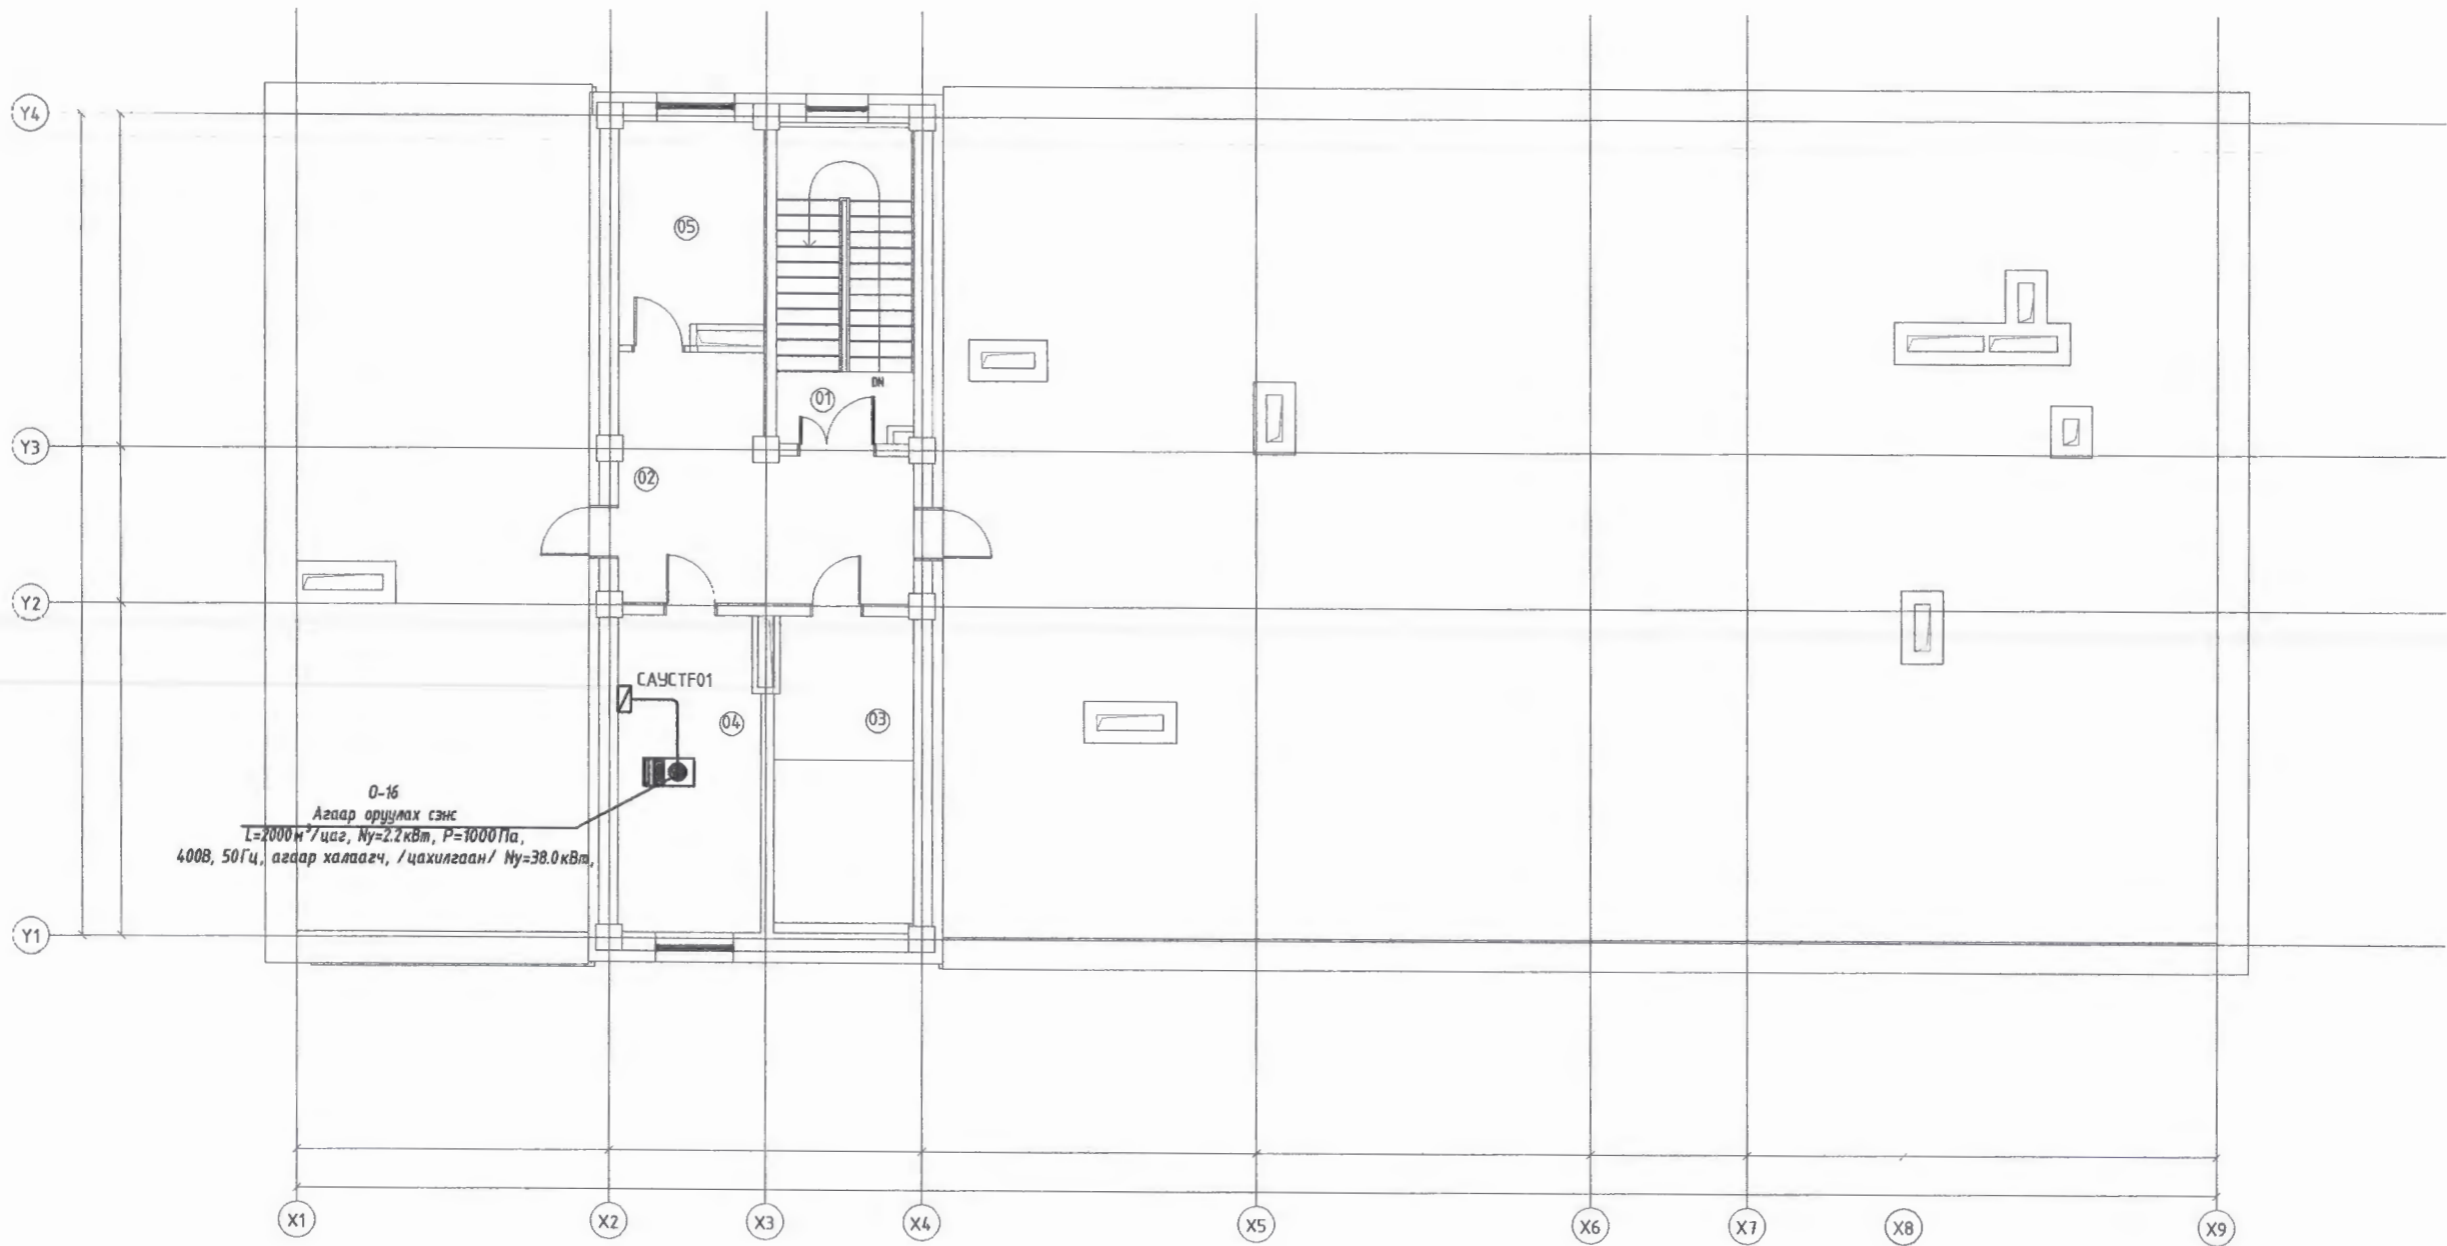 Y4
05
DN
01
Y3
02
Y2
САУСТF01
04
03
О-16
Агаар оруулах сэнс
L=2000м³/цаг, Ny=2.2кВт, P=1000Па,
400В, 50Гц, агаар халаагч, /цахилгаан/ Ny=38.0кВт,
Y1
X1 X2 X3 X4 X5 X6 X7 X8 X9